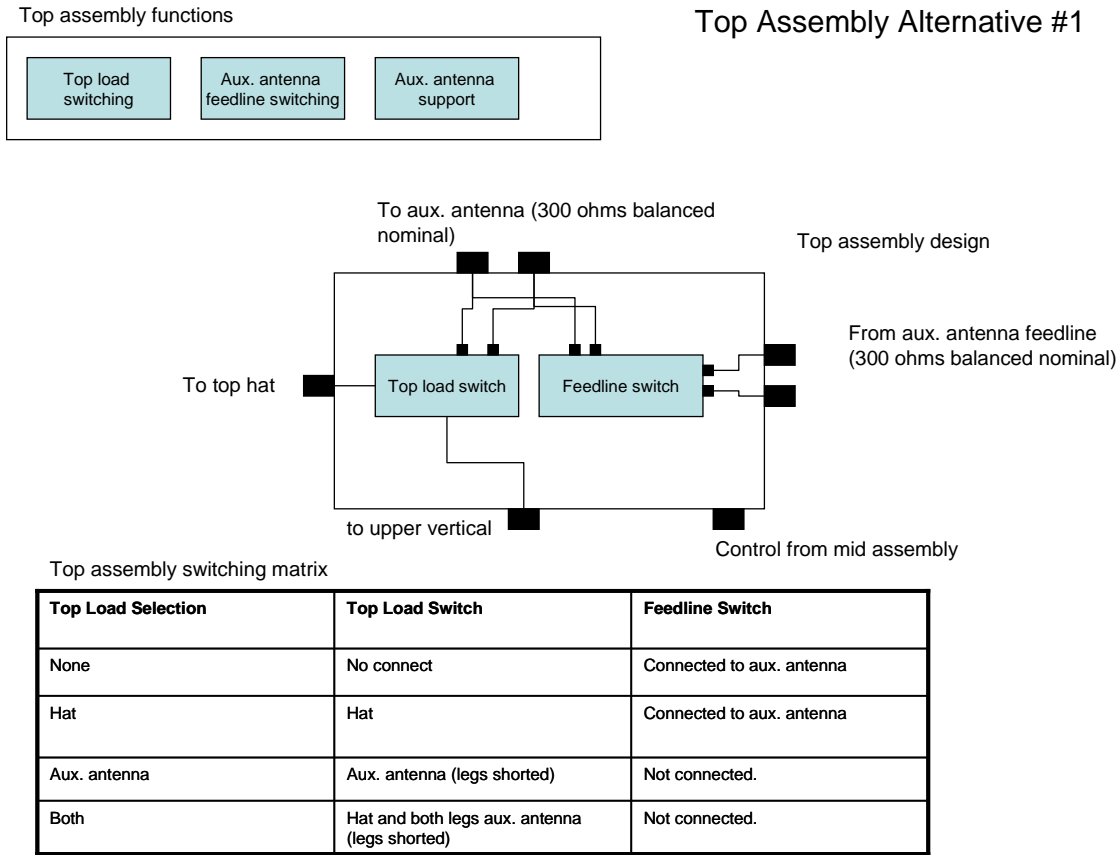 Top assembly functions
Top Assembly Alternative #1
Top load
switching
Aux. antenna
feedline switching
Aux. antenna
support
To aux. antenna (300 ohms balanced
nominal)
Top assembly design
From aux. antenna feedline
(300 ohms balanced nominal)
To top hat
Top load switch
Feedline switch
to upper vertical
Control from mid assembly
Top assembly switching matrix
Top Load Selection
Top Load Switch
Feedline Switch
None
No connect
Connected to aux. antenna
Hat
Hat
Connected to aux. antenna
Aux. antenna
Aux. antenna (legs shorted)
Not connected.
Both
Hat and both legs aux. antenna
(legs shorted)
Not connected.